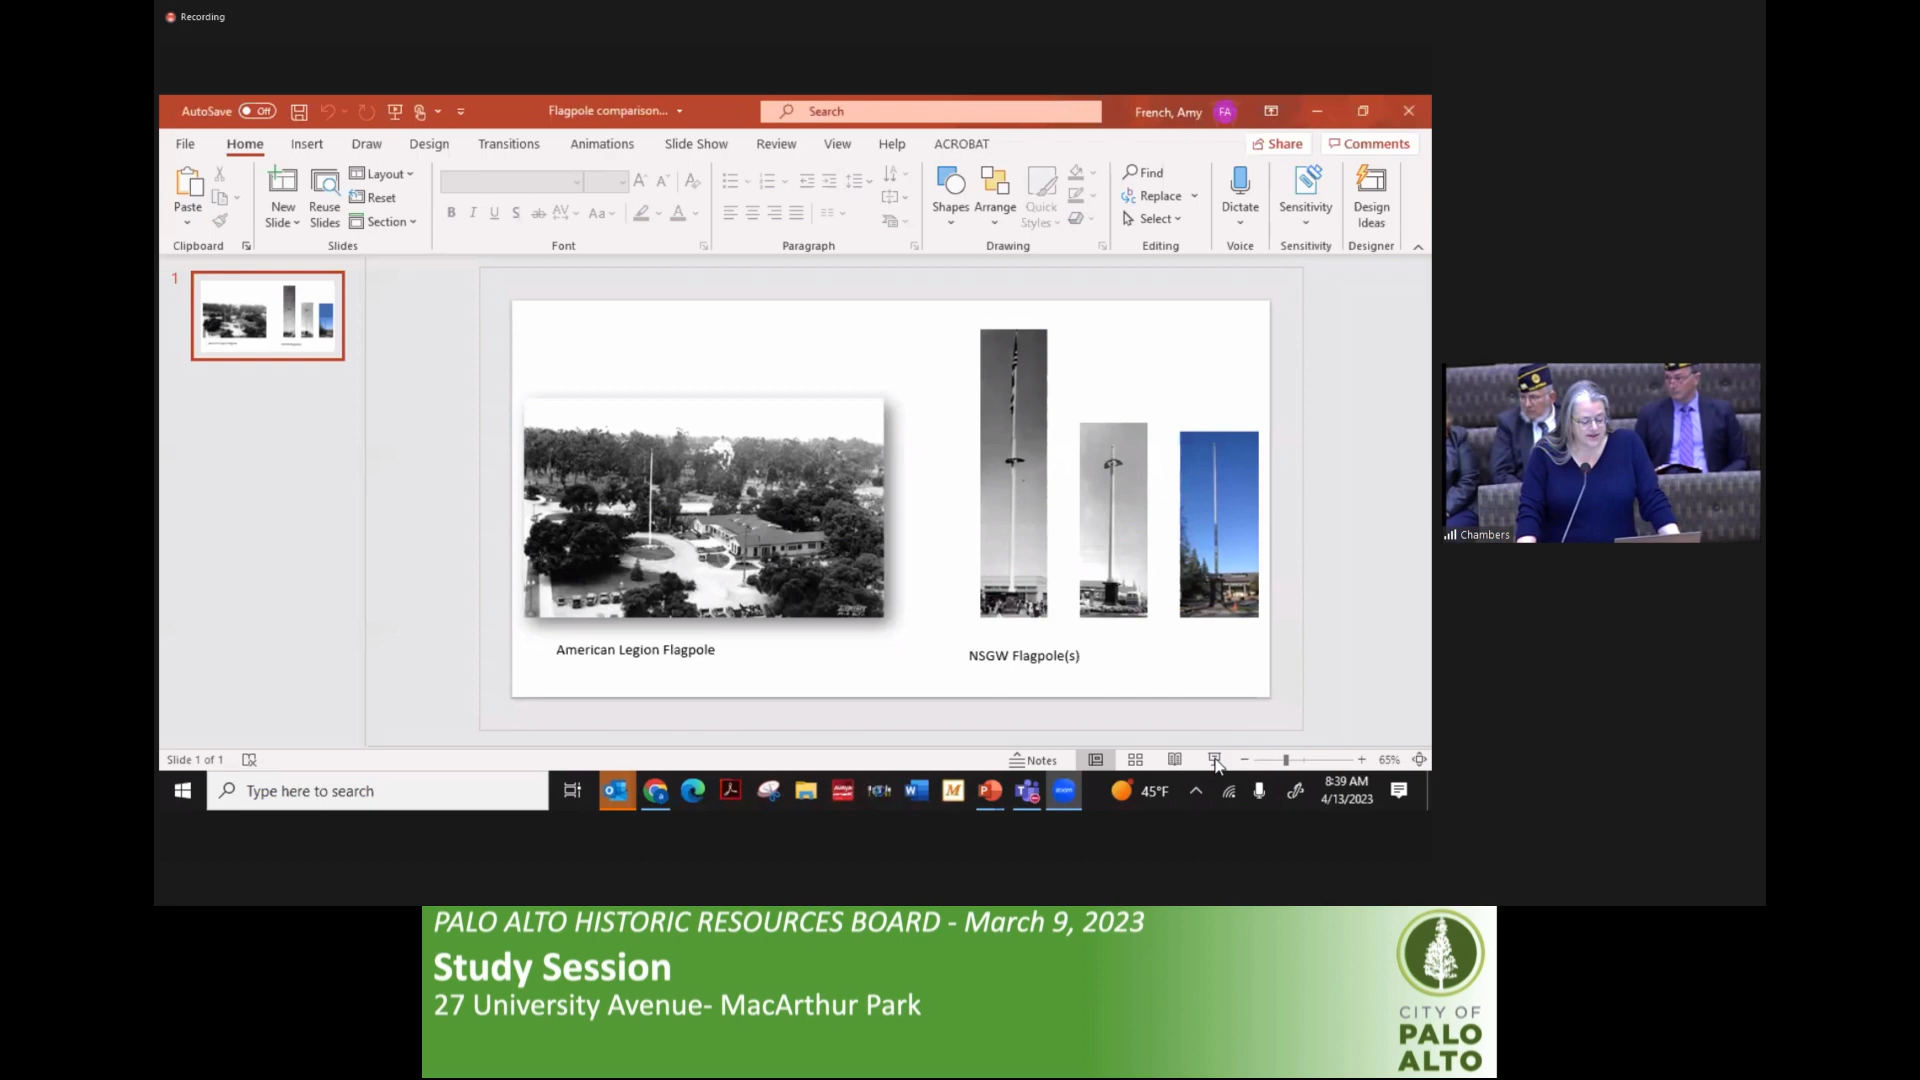 Recording
AutoSave Off
Flagpole comparison...
Search
French, Amy FA
File Home Insert Draw Design Transitions Animations Slide Show Review View Help ACROBAT
Share Comments
Paste
New Slide
Reuse Slides
Layout
Reset
Section
B I U S ab AV Aa A
Shapes Arrange Quick Styles
Find
Replace
Select
Dictate
Sensitivity
Design Ideas
Clipboard Slides Font Paragraph Drawing Editing Voice Sensitivity Designer
1
American Legion Flagpole
NSGW Flagpole(s)
Chambers
Slide 1 of 1
Notes
65%
Type here to search
zoom
45°F
8:39 AM
4/13/2023
PALO ALTO HISTORIC RESOURCES BOARD - March 9, 2023
Study Session
27 University Avenue- MacArthur Park
CITY OF
PALO
ALTO